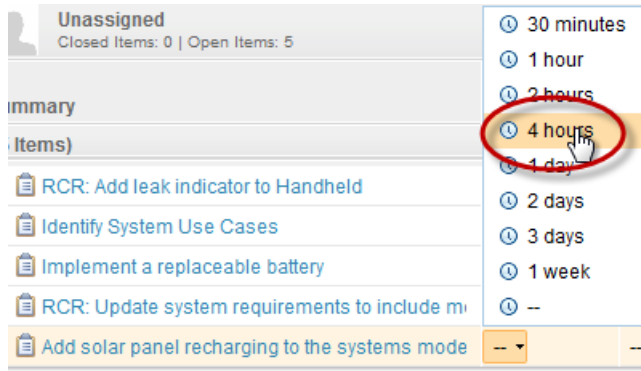 Unassigned
Closed Items: 0 | Open Items: 5
ummary
Items)
RCR: Add leak indicator to Handheld
Identify System Use Cases
Implement a replaceable battery
RCR: Update system requirements to include m
Add solar panel recharging to the systems mode
30 minutes
1 hour
2 hours
4 hours
1 day
2 days
3 days
1 week
--
--
--